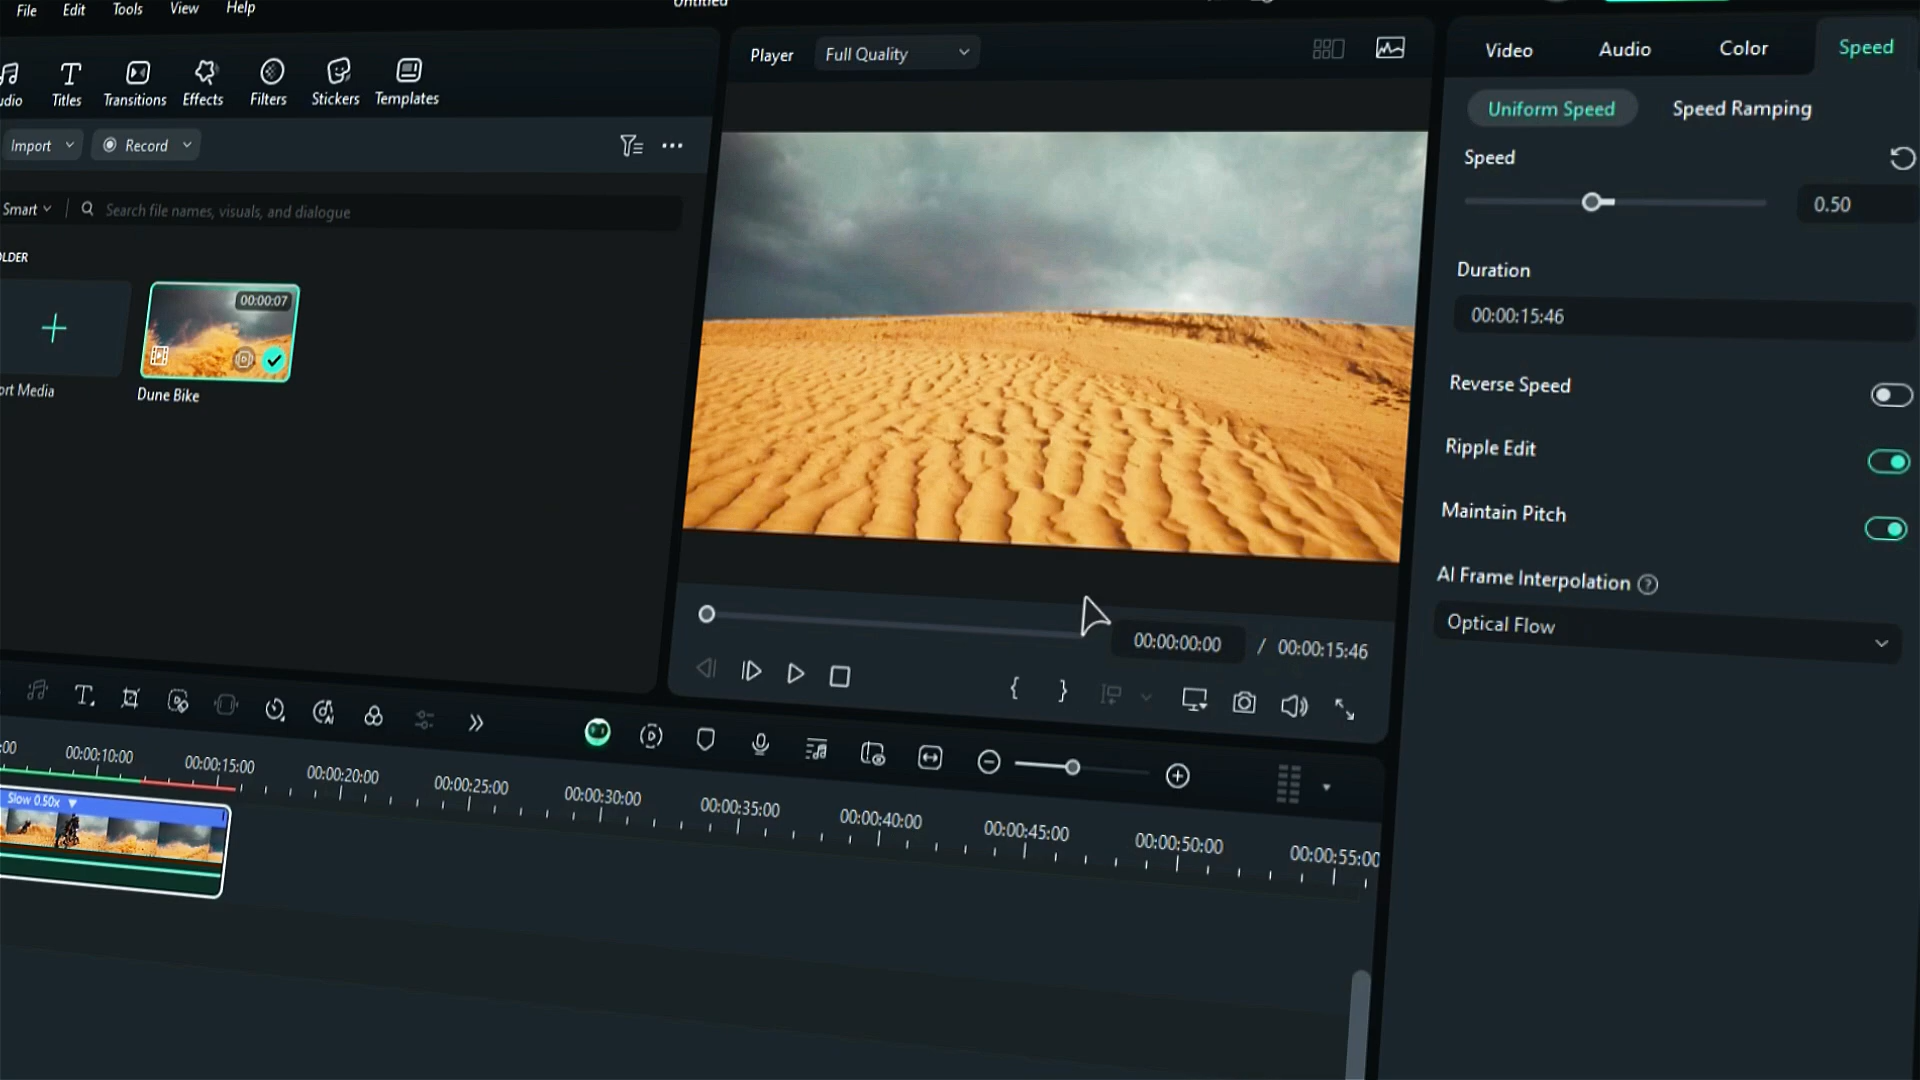 File Edit Tools View Help
Untitled
Titles Transitions Effects Filters Stickers Templates
Import Record
Smart Search file names, visuals, and dialogue
00:00:07
Dune Bike
Player Full Quality
00:00:00:00 / 00:00:15:46
Video Audio Color Speed
Uniform Speed Speed Ramping
Speed
0.50
Duration
00:00:15:46
Reverse Speed
Ripple Edit
Maintain Pitch
AI Frame Interpolation ?
Optical Flow
00:00:10:00 00:00:15:00 00:00:20:00 00:00:25:00 00:00:30:00 00:00:35:00 00:00:40:00 00:00:45:00 00:00:50:00 00:00:55:00
Slow 0.50x